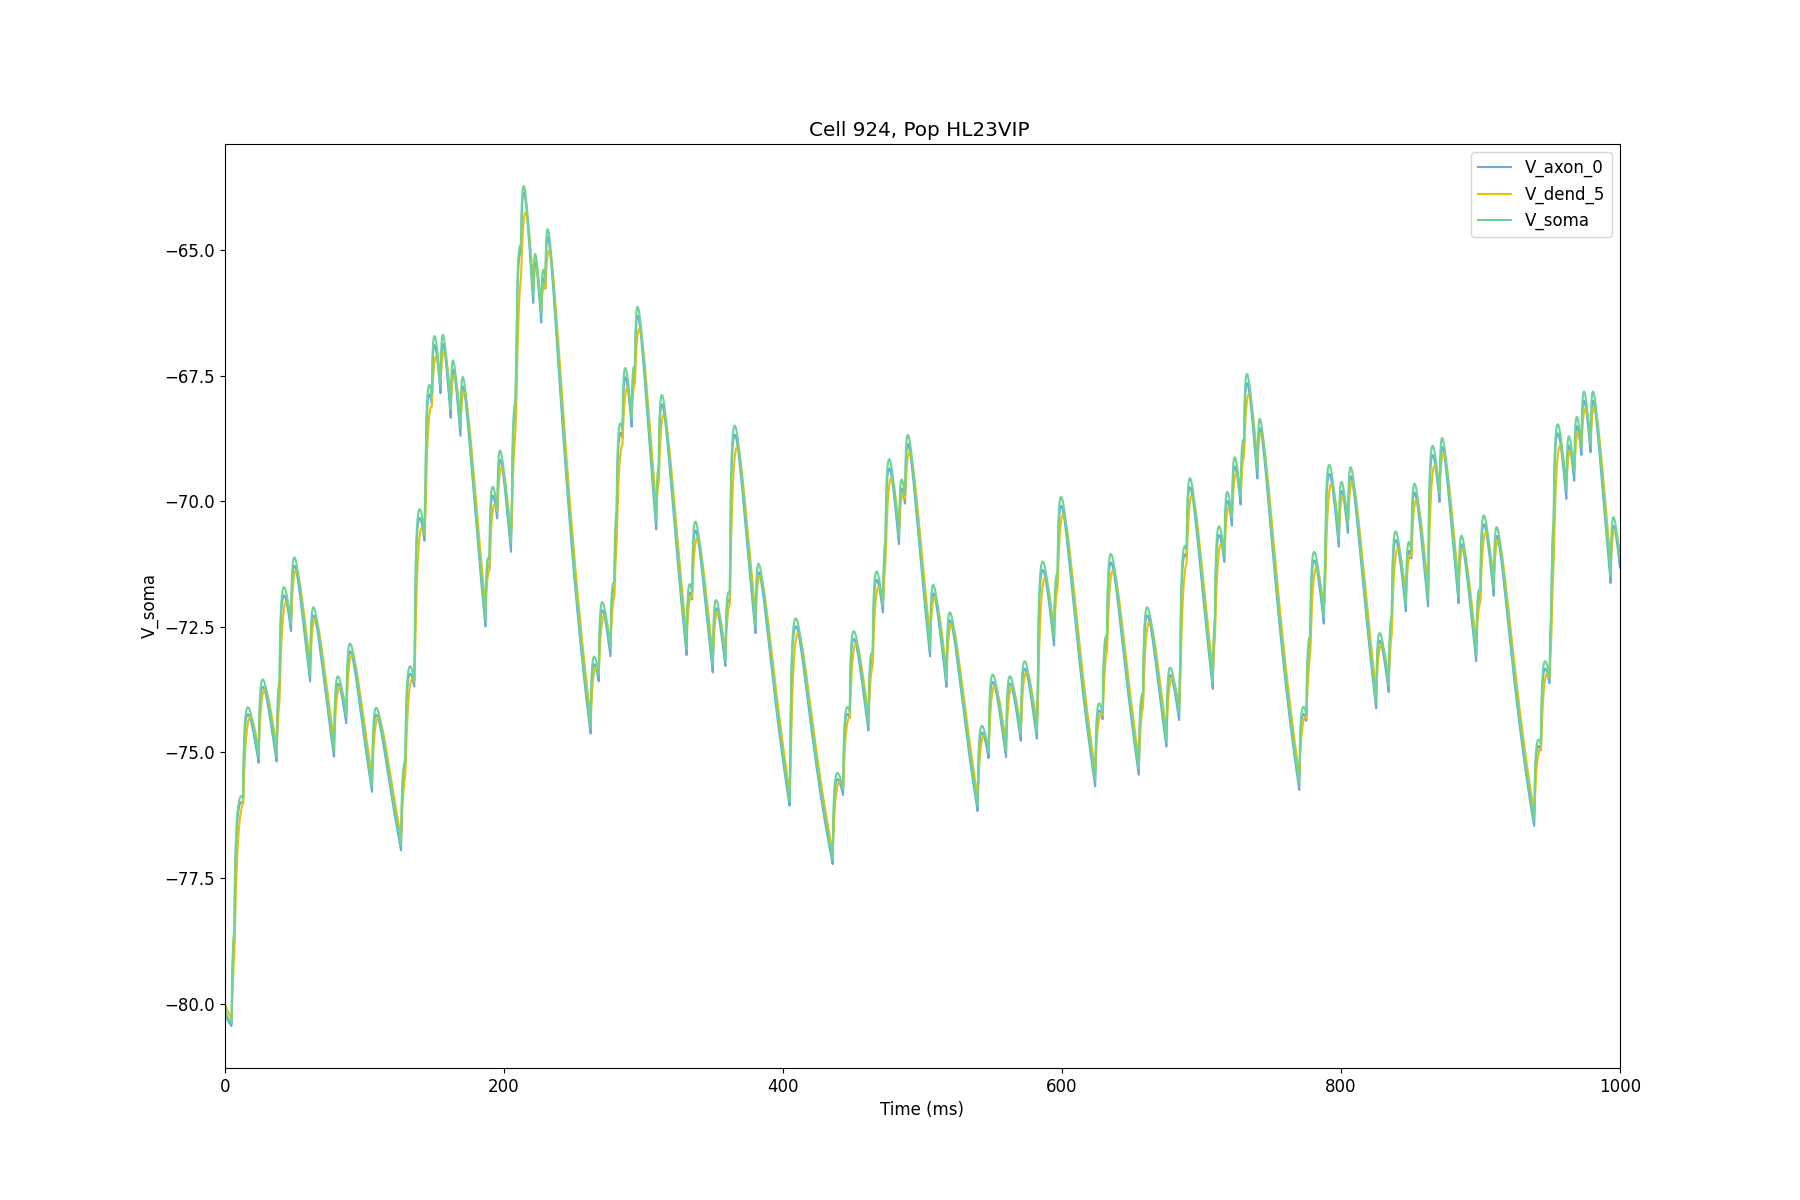 Cell 924, Pop HL23VIP
V_axon_0
V_dend_5
V_soma
V_soma
−65.0
−67.5
−70.0
−72.5
−75.0
−77.5
−80.0
0 200 400 600 800 1000
Time (ms)